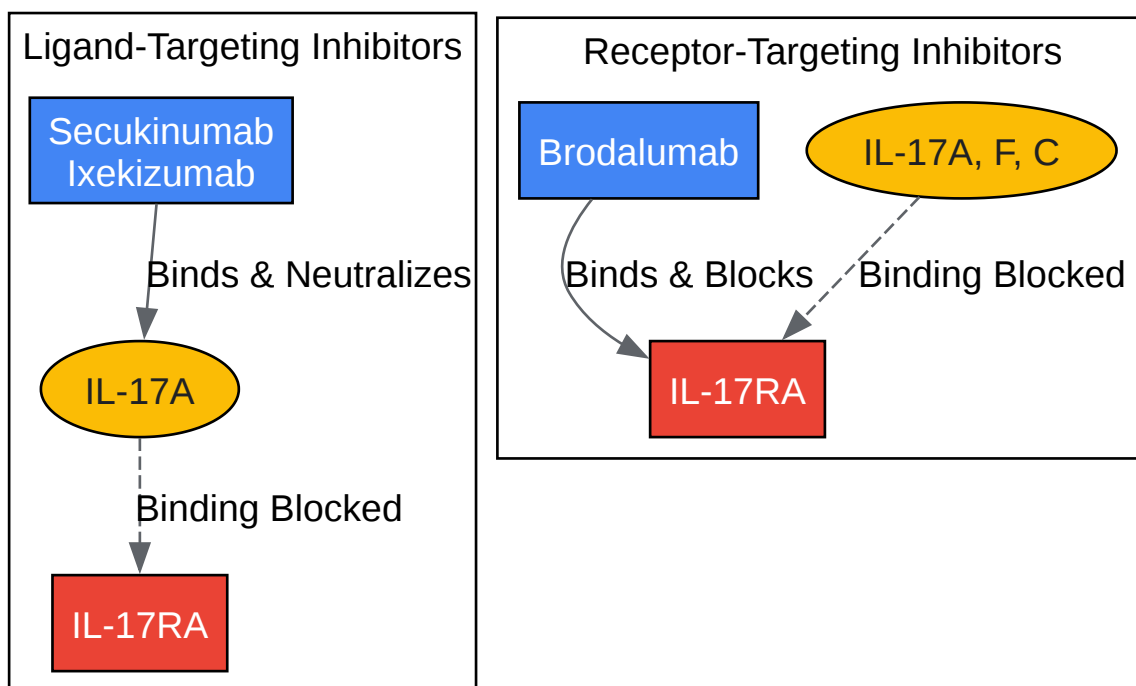 Ligand-Targeting Inhibitors
Secukinumab
Ixekizumab
Binds & Neutralizes
IL-17A
Binding Blocked
IL-17RA
Receptor-Targeting Inhibitors
Brodalumab
IL-17A, F, C
Binds & Blocks
Binding Blocked
IL-17RA